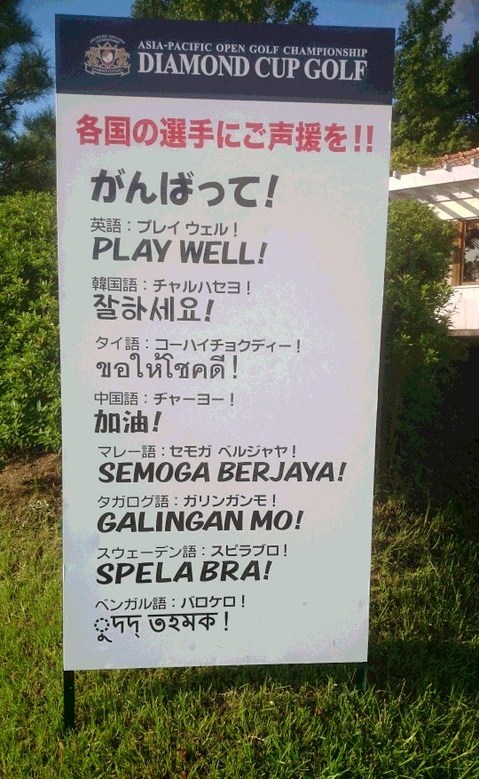 ASIA-PACIFIC OPEN GOLF CHAMPIONSHIP
DIAMOND CUP GOLF
各国の選手にご声援を!!
がんばって!
英語：プレイ ウェル！
PLAY WELL!
韓国語：チャルハセヨ！
잘하세요!
タイ語：コーハイチョクディー！
ขอให้โชคดี!
中国語：チャーヨー！
加油!
マレー語：セモガ ベルジャヤ！
SEMOGA BERJAYA!
タガログ語：ガリンガンモ！
GALINGAN MO!
スウェーデン語：スピラブロ！
SPELA BRA!
ベンガル語：バロケロ！
ুদদ্ তহমক!